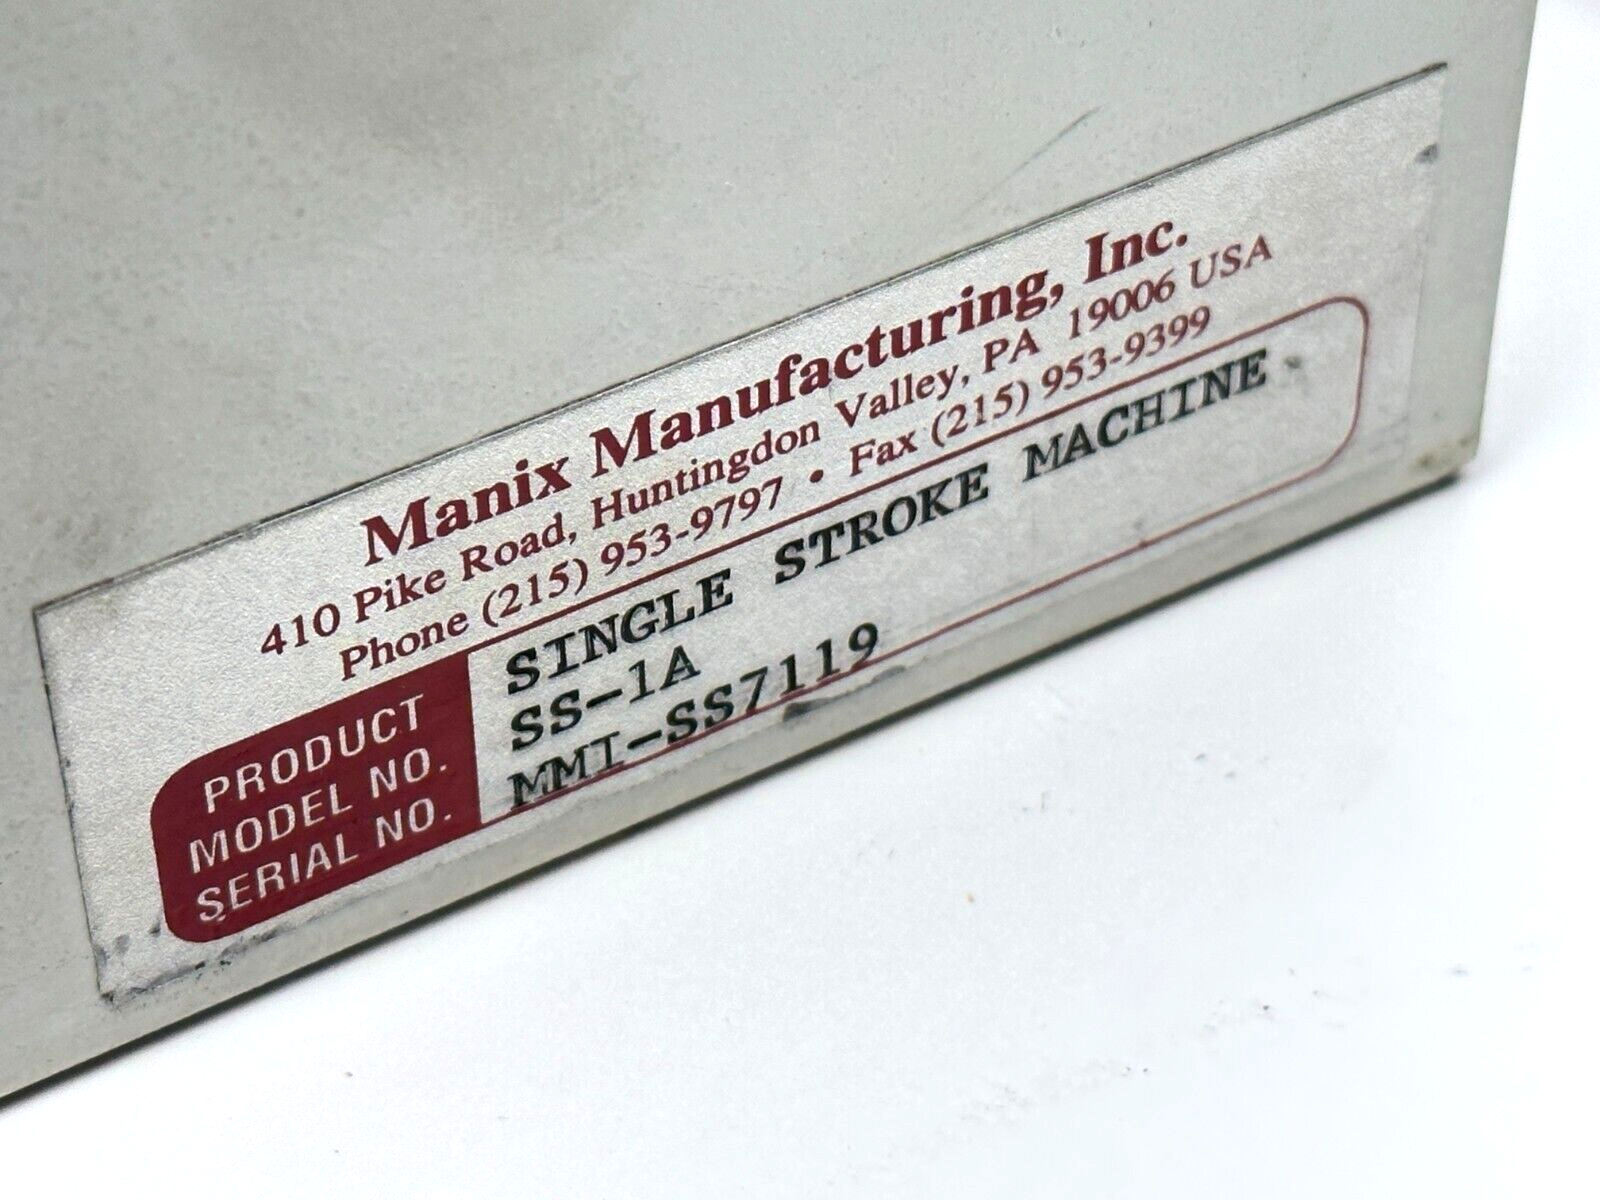 Manix Manufacturing, Inc.
410 Pike Road, Huntingdon Valley, PA 19006 USA
Phone (215) 953-9797 • Fax (215) 953-9399
PRODUCT SINGLE STROKE MACHINE
MODEL NO. SS-1A
SERIAL NO. MMI-SS7119